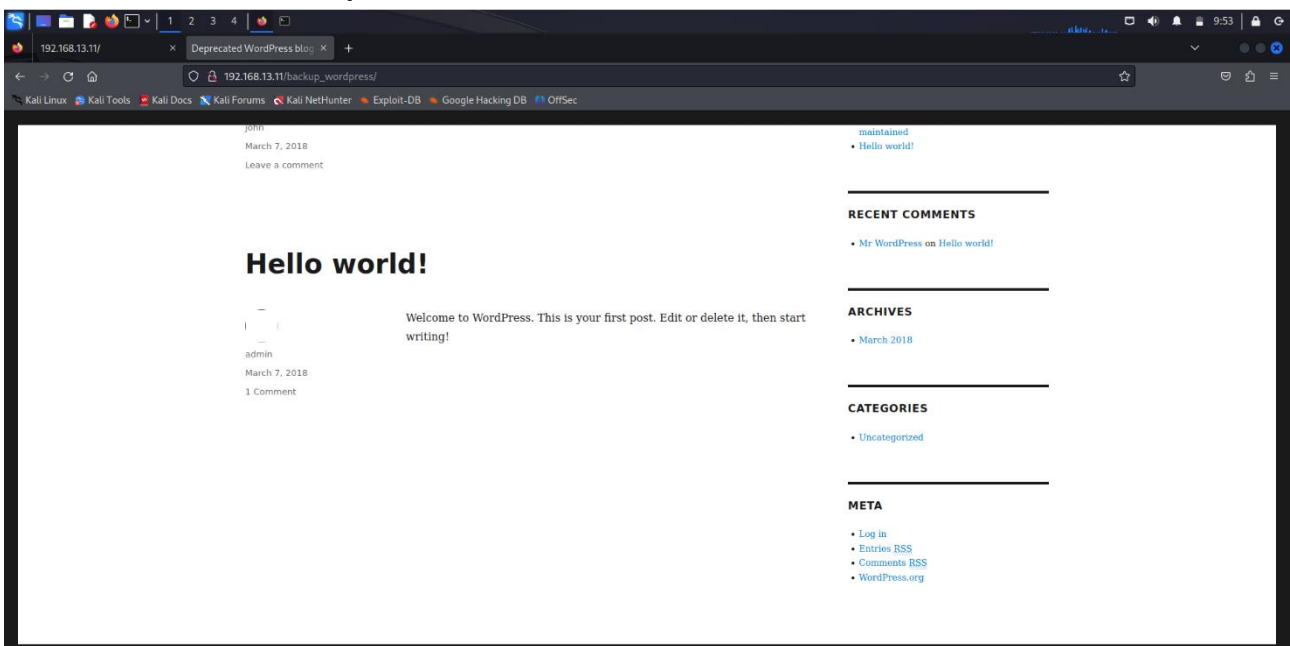 1 2 3 4
9:53
192.168.13.11/ × Deprecated WordPress blog × +
192.168.13.11/backup_wordpress/
Kali Linux Kali Tools Kali Docs Kali Forums Kali NetHunter Exploit-DB Google Hacking DB OffSec
john
March 7, 2018
Leave a comment
Hello world!
admin
March 7, 2018
1 Comment
Welcome to WordPress. This is your first post. Edit or delete it, then start
writing!
maintained
• Hello world!
RECENT COMMENTS
• Mr WordPress on Hello world!
ARCHIVES
• March 2018
CATEGORIES
• Uncategorized
META
• Log in
• Entries RSS
• Comments RSS
• WordPress.org